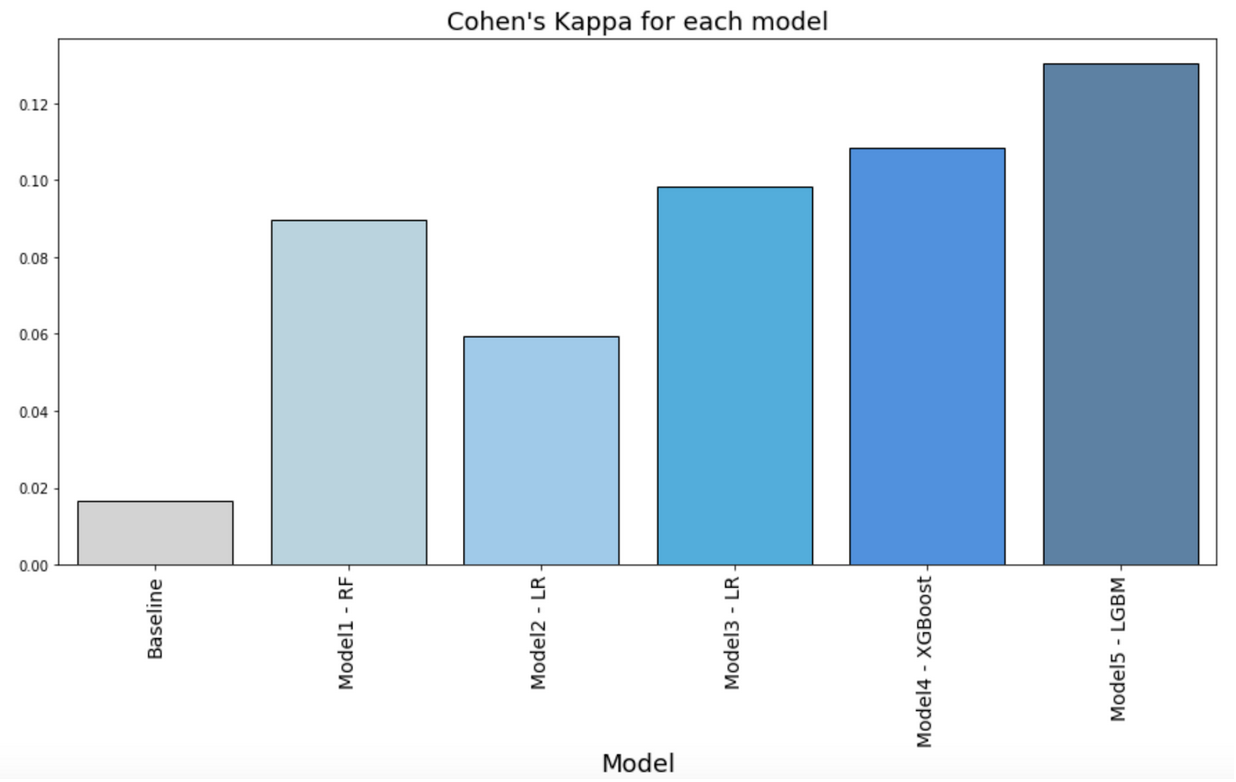 Cohen's Kappa for each model
0.12
0.10
0.08
0.06
0.04
0.02
0.00
Baseline
Model1 - RF
Model2 - LR
Model3 - LR
Model4 - XGBoost
Model5 - LGBM
Model